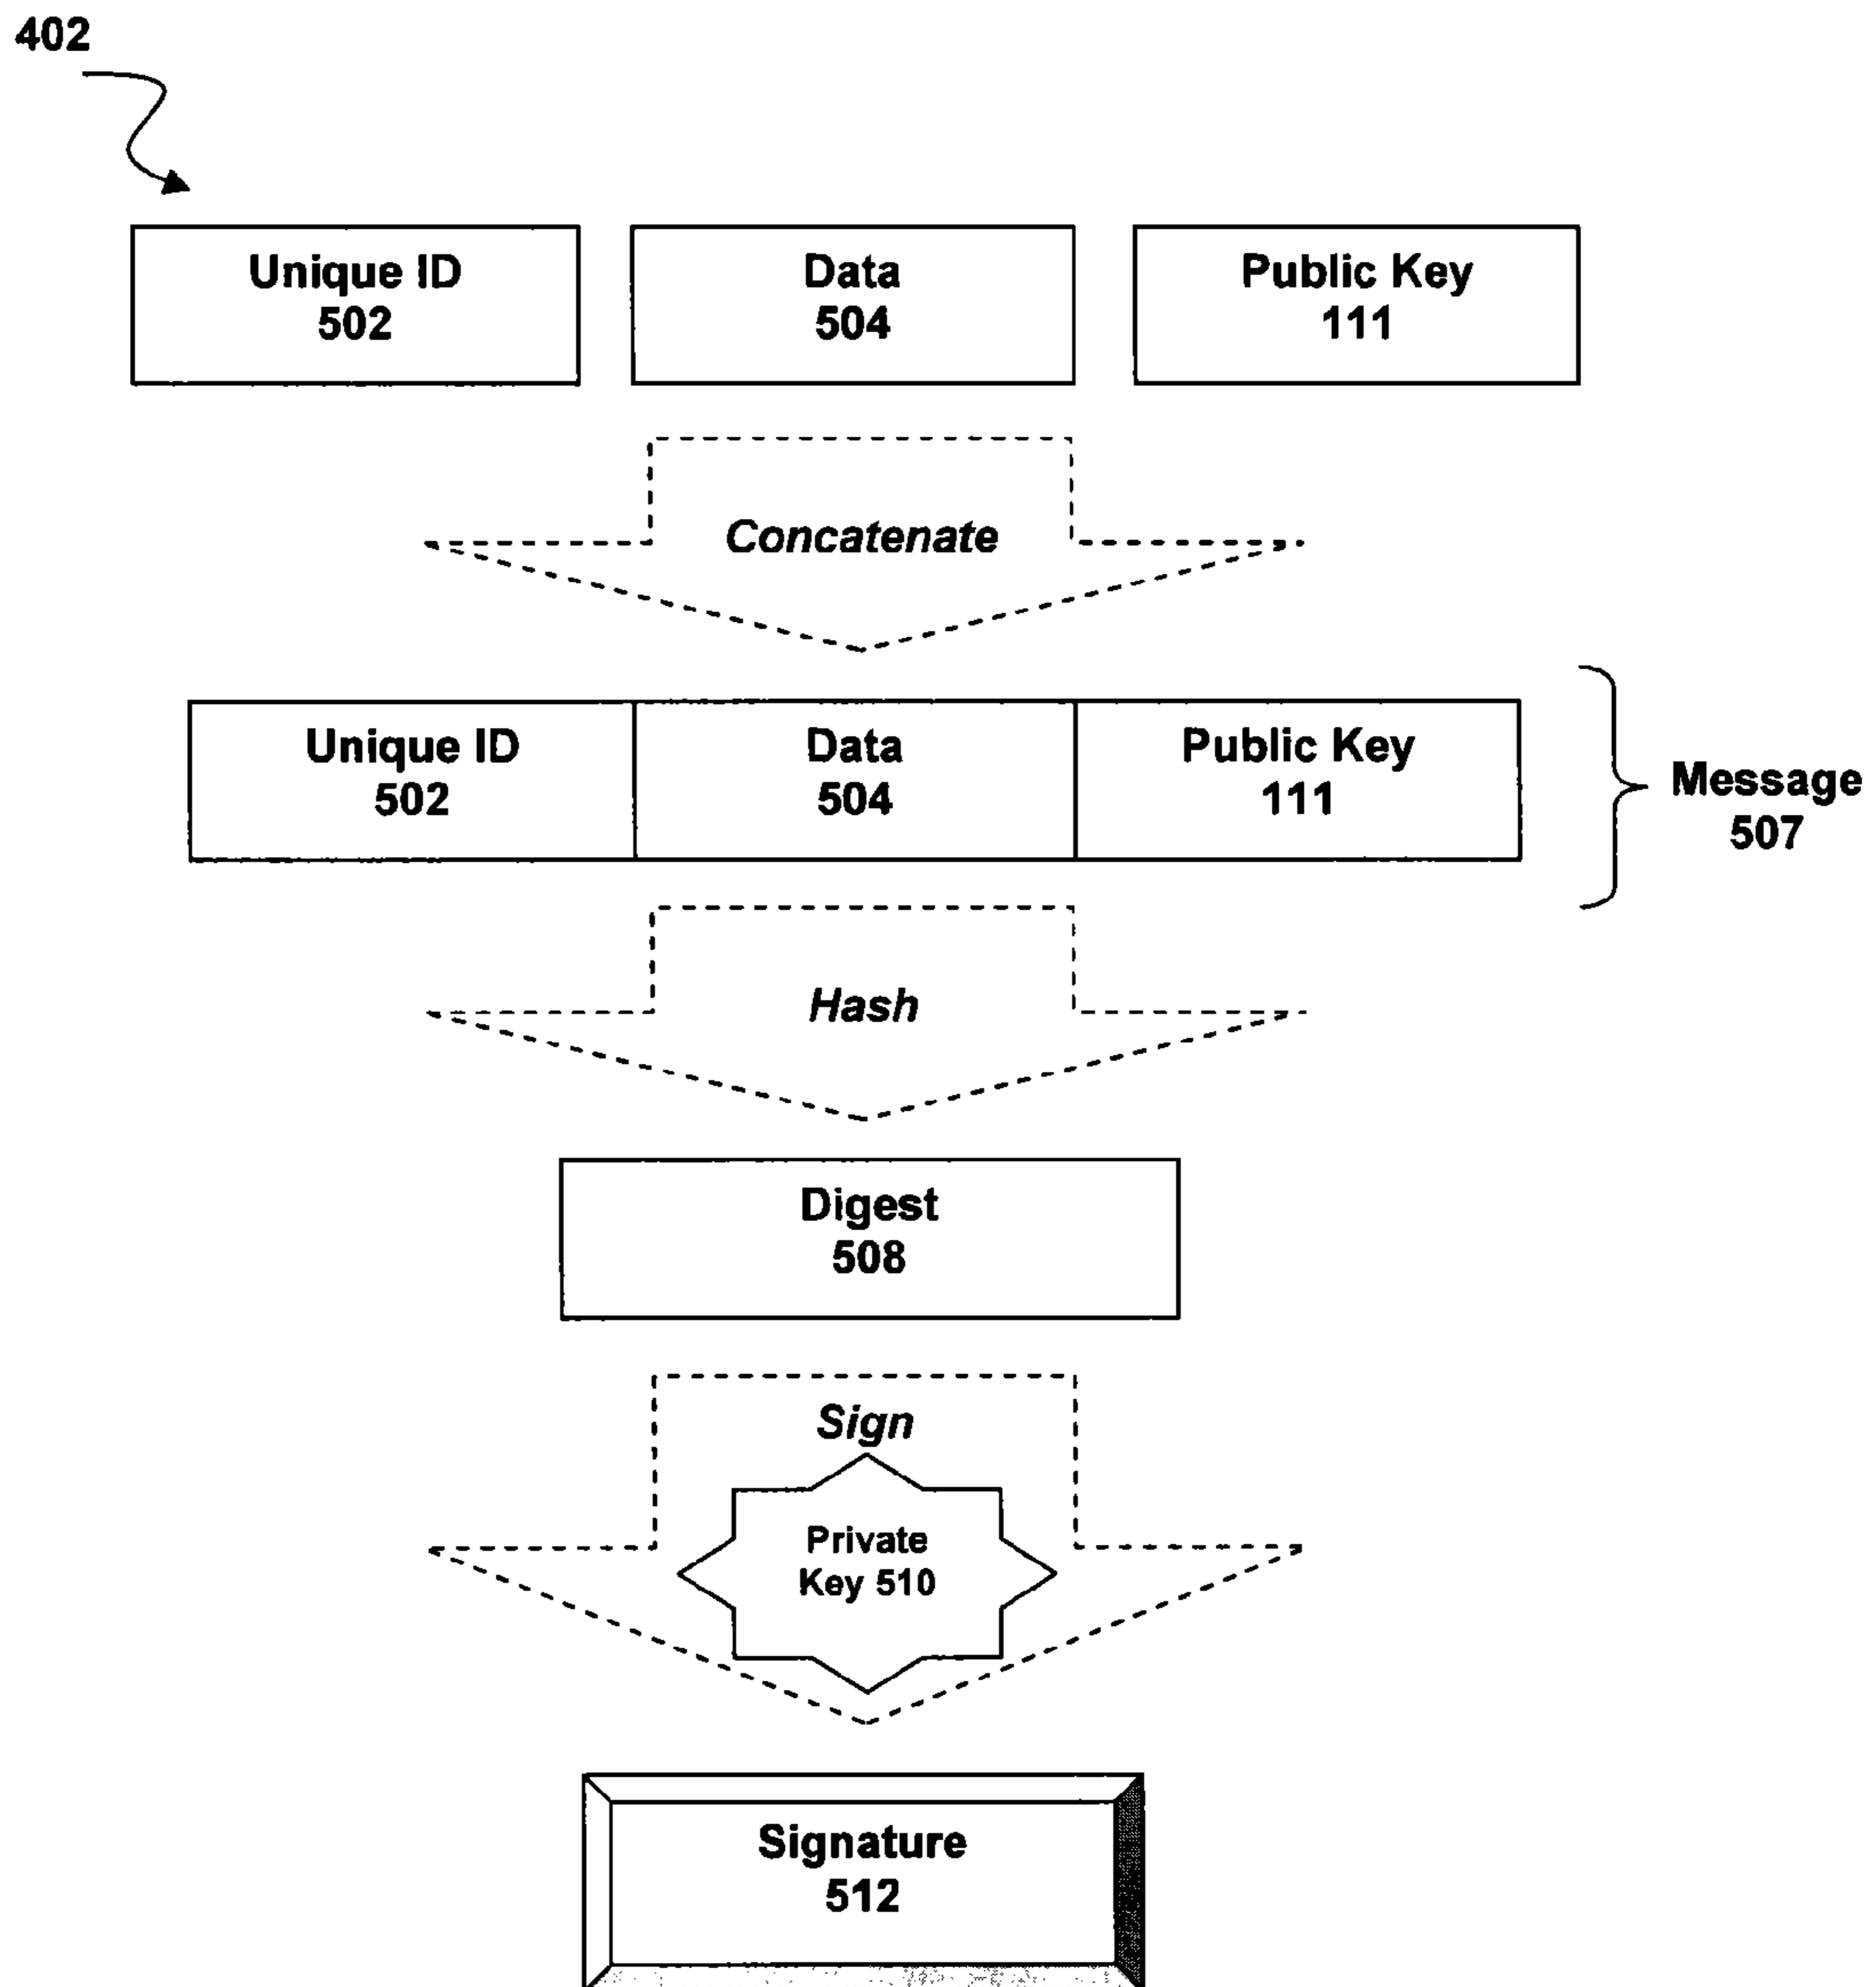 402
Unique ID
502
Data
504
Public Key
111
Concatenate
Unique ID
502
Data
504
Public Key
111
Message
507
Hash
Digest
508
Sign
Private
Key 510
Signature
512